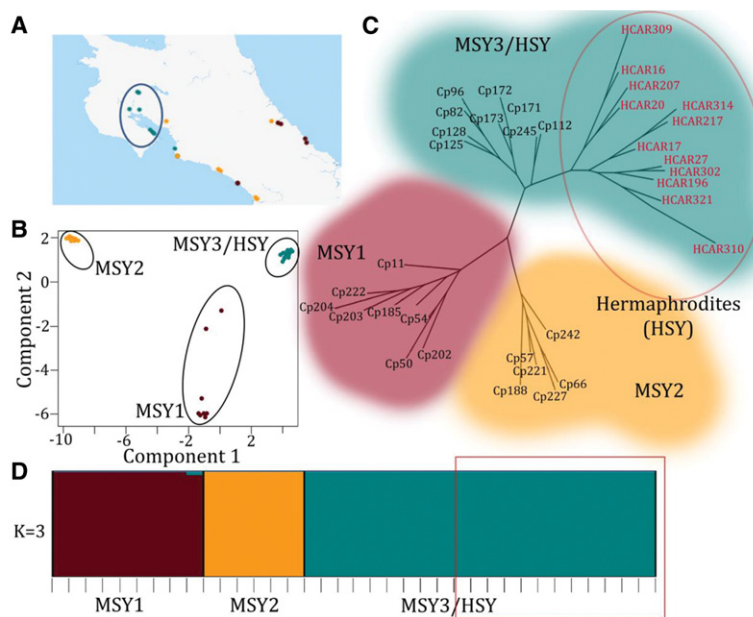 A
B
2
0
-2
-4
-6
Component 2
MSY2
MSY3/HSY
MSY1
-10
-6
-2
2
Component 1
C
MSY3/HSY
HCAR309
HCAR16
HCAR207
HCAR20
HCAR314
HCAR217
HCAR17
HCAR27
HCAR302
HCAR196
HCAR321
HCAR310
Cp96
Cp172
Cp82
Cp171
Cp173
Cp128
Cp245
Cp112
Cp125
MSY1
Cp11
Cp222
Cp204
Cp203
Cp185
Cp54
Cp50
Cp202
Hermaphrodites
(HSY)
Cp242
Cp57
Cp221
Cp188
Cp66
Cp227
MSY2
D
K=3
MSY1
MSY2
MSY3/HSY